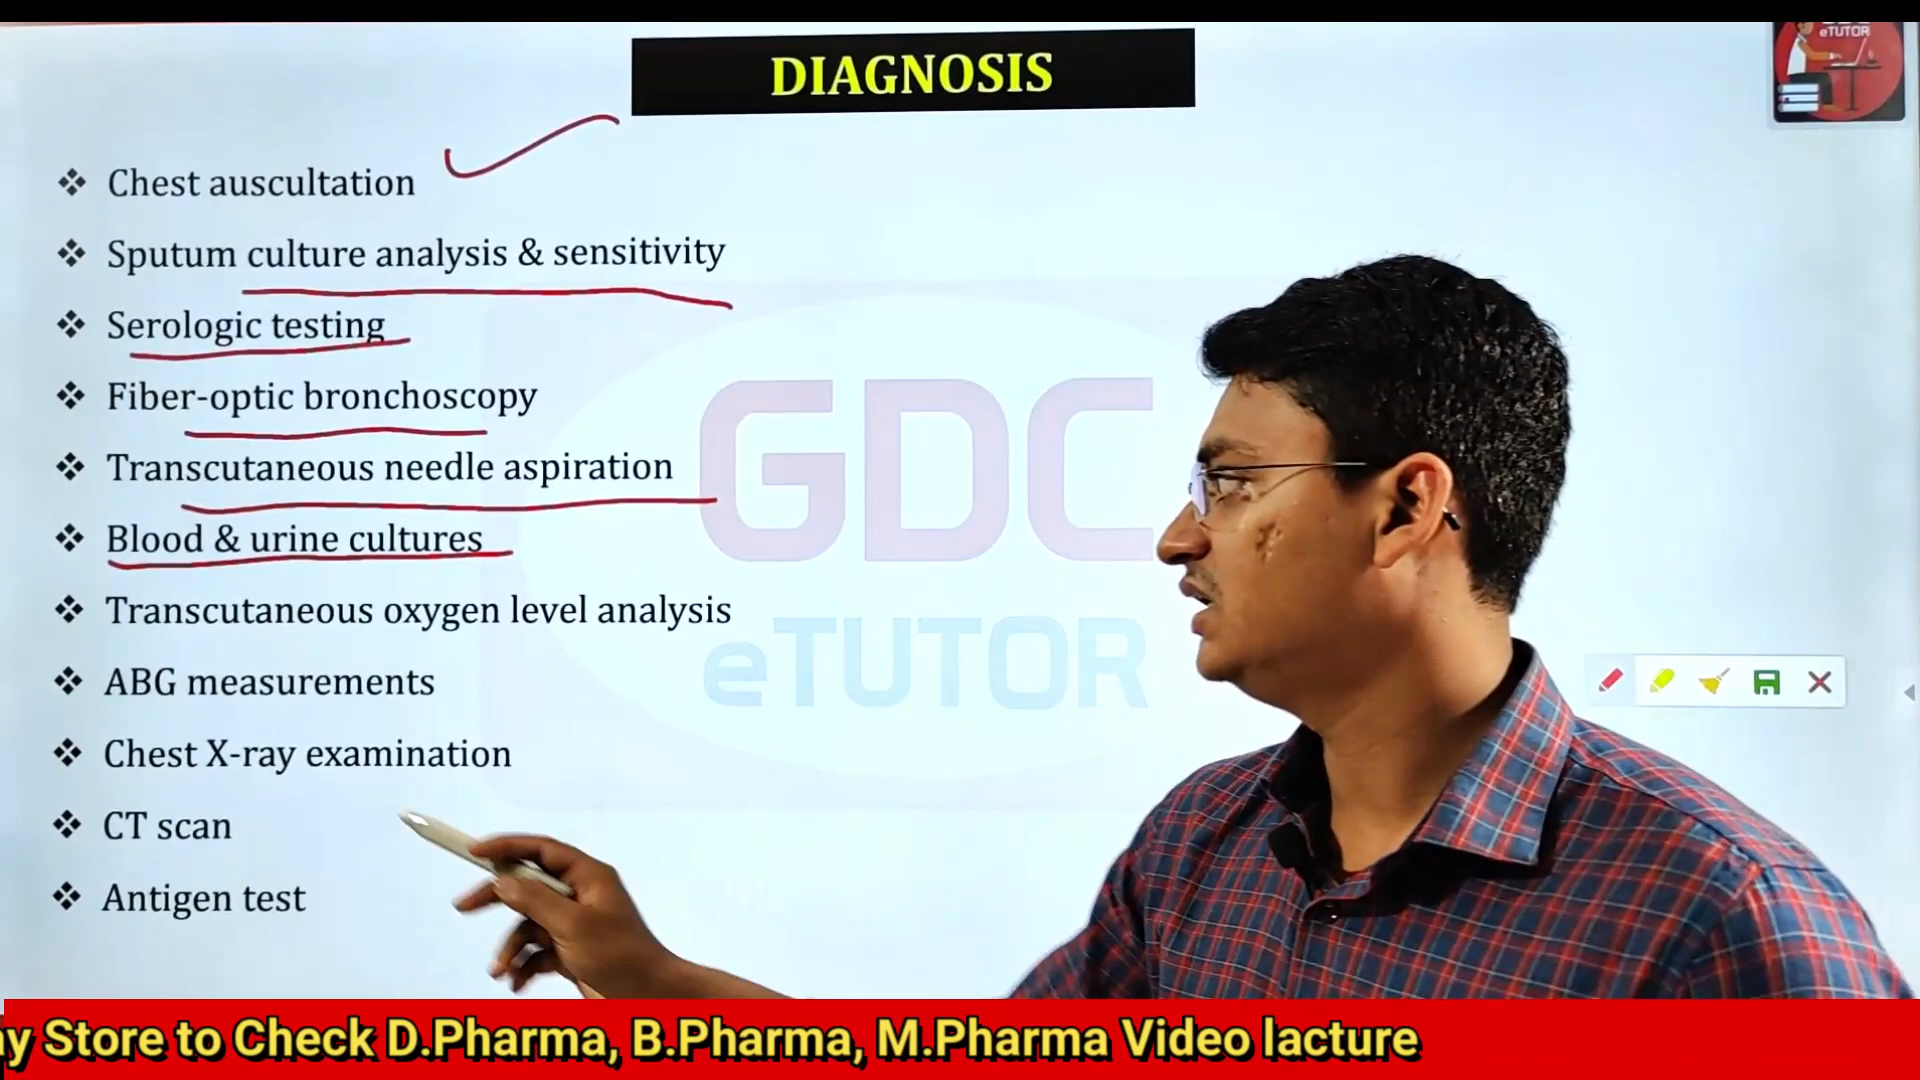 eTUTOR
DIAGNOSIS
❖ Chest auscultation
❖ Sputum culture analysis & sensitivity
❖ Serologic testing
❖ Fiber-optic bronchoscopy
❖ Transcutaneous needle aspiration
❖ Blood & urine cultures
❖ Transcutaneous oxygen level analysis
❖ ABG measurements
❖ Chest X-ray examination
❖ CT scan
❖ Antigen test
GDC
eTUTOR
Store to Check D.Pharma, B.Pharma, M.Pharma Video lacture